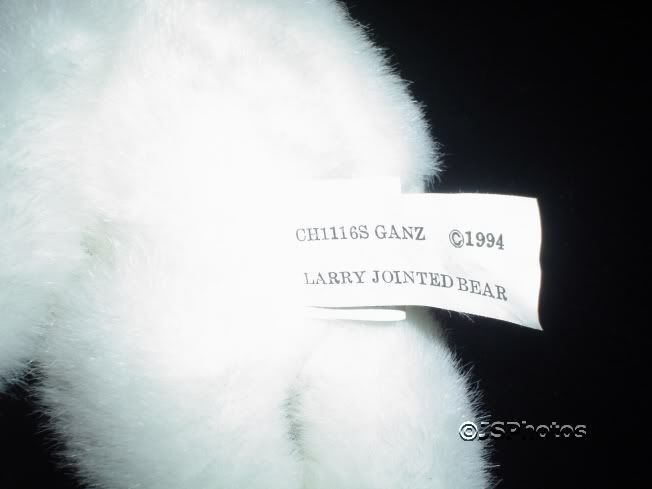 CH1116S GANZ ©1994
LARRY JOINTED BEAR
©JSPhotos